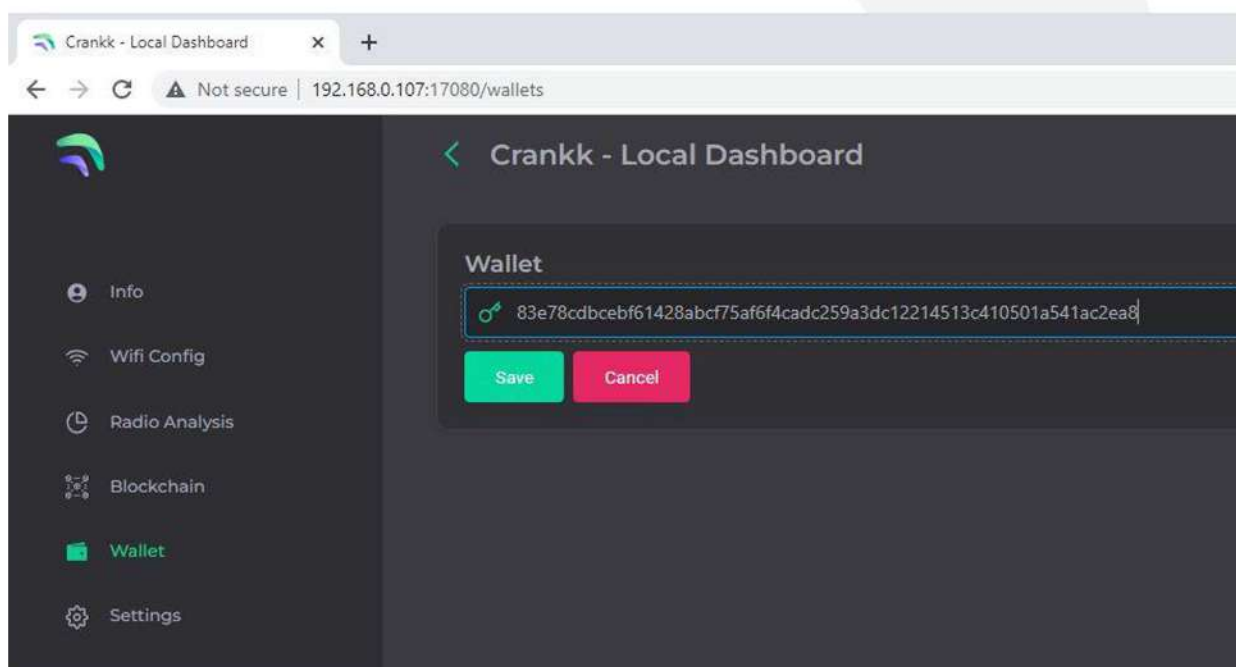 Crankk - Local Dashboard
Not secure | 192.168.0.107:17080/wallets
Crankk - Local Dashboard
Info
Wifi Config
Radio Analysis
Blockchain
Wallet
Settings
Wallet
83e78cdbcebf61428abcf75af6f4cadc259a3dc12214513c410501a541ac2ea8
Save Cancel